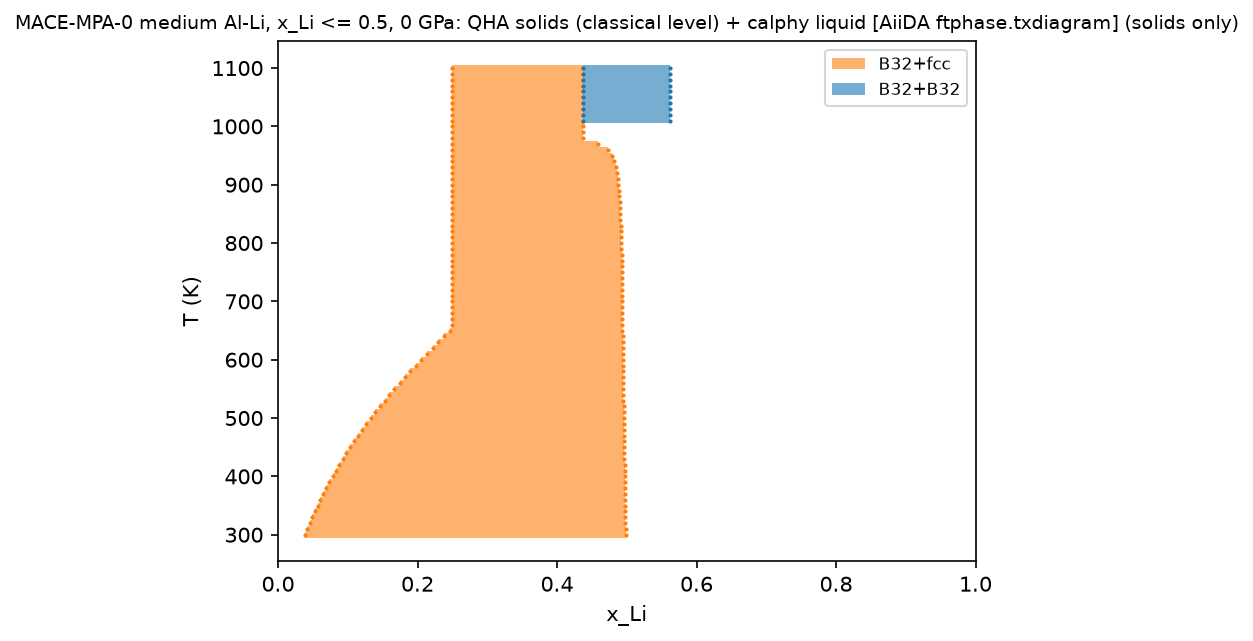 MACE-MPA-0 medium Al-Li, x_Li <= 0.5, 0 GPa: QHA solids (classical level) + calphy liquid [AiiDA ftphase.txdiagram] (solids only)
B32+fcc
B32+B32
1100
1000
900
800
700
600
500
400
300
T (K)
0.0 0.2 0.4 0.6 0.8 1.0
x_Li